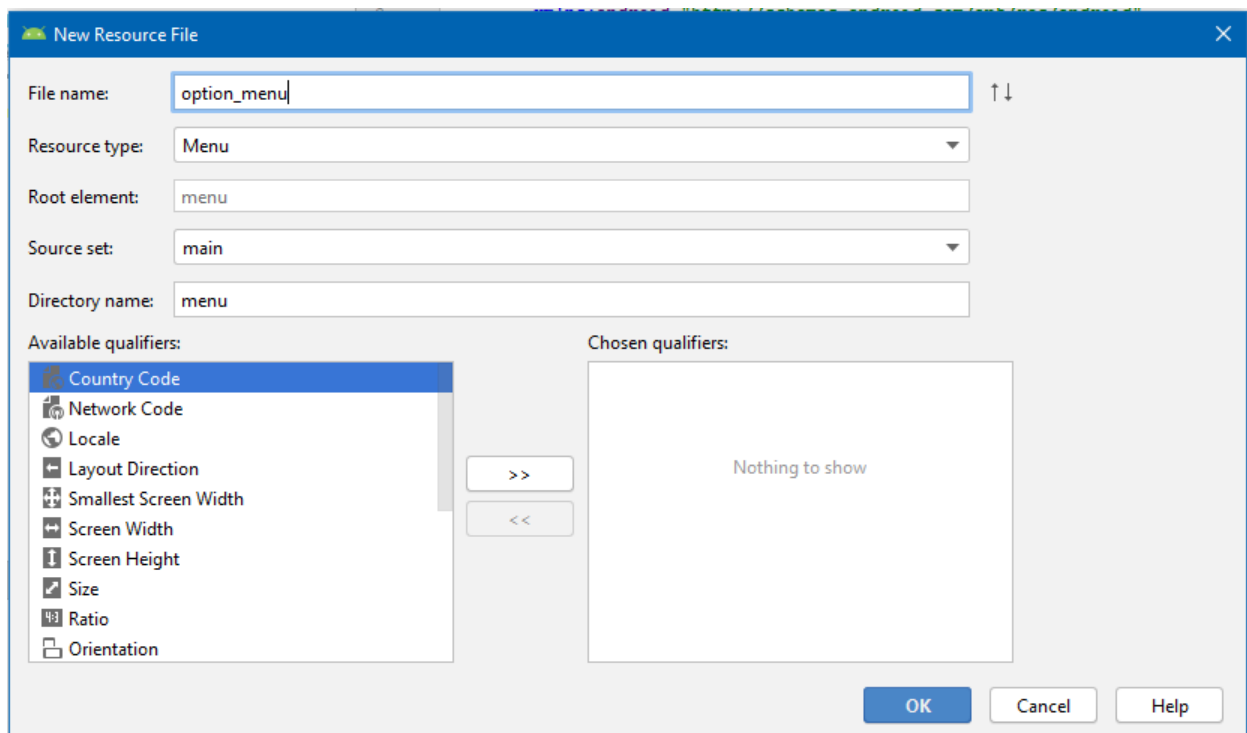 New Resource File
File name: option_menu
Resource type: Menu
Root element: menu
Source set: main
Directory name: menu
Available qualifiers: Chosen qualifiers:
Country Code
Network Code
Locale
Layout Direction
Smallest Screen Width
Screen Width
Screen Height
Size
4:3 Ratio
Orientation
>>
<<
Nothing to show
OK Cancel Help